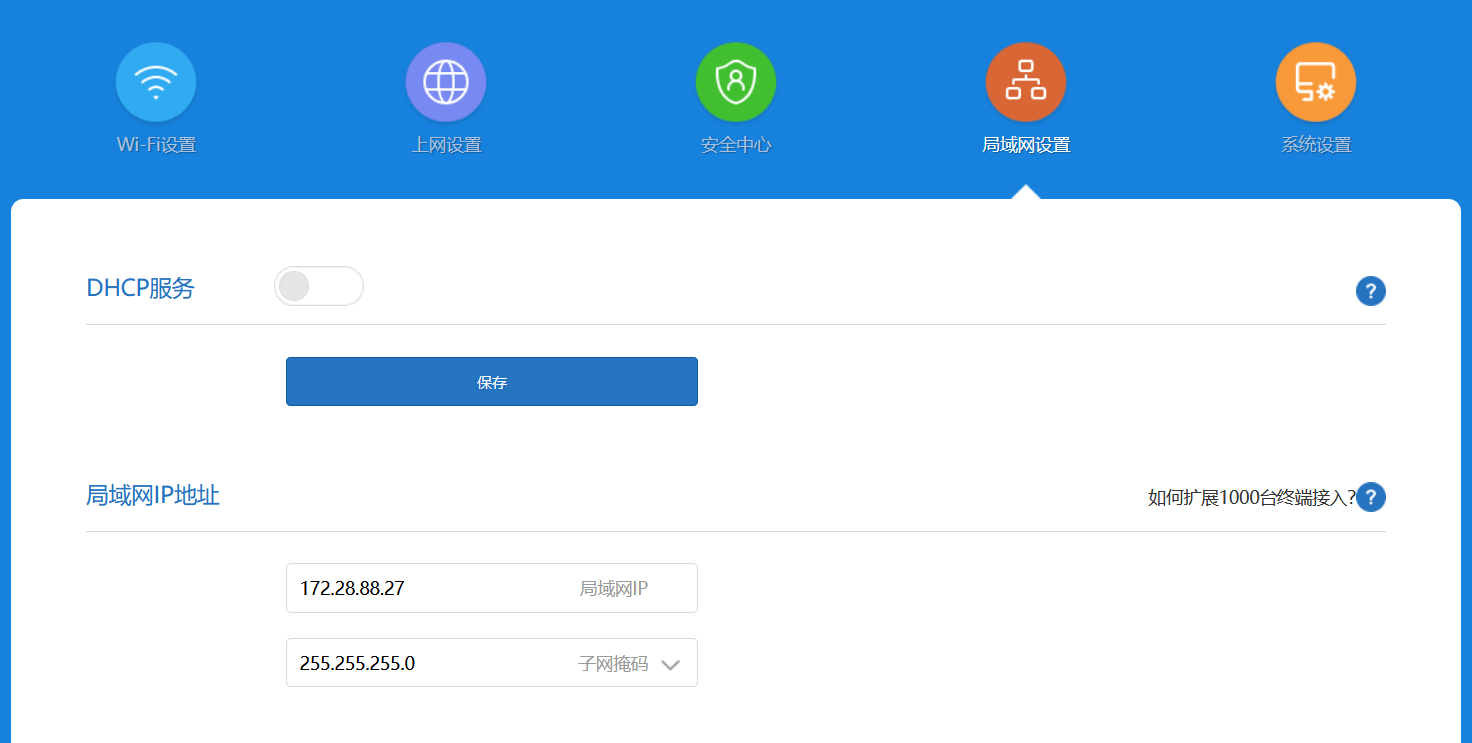 Wi-Fi设置 上网设置 安全中心 局域网设置 系统设置
DHCP服务 ?
保存
局域网IP地址 如何扩展1000台终端接入? ?
172.28.88.27 局域网IP
255.255.255.0 子网掩码